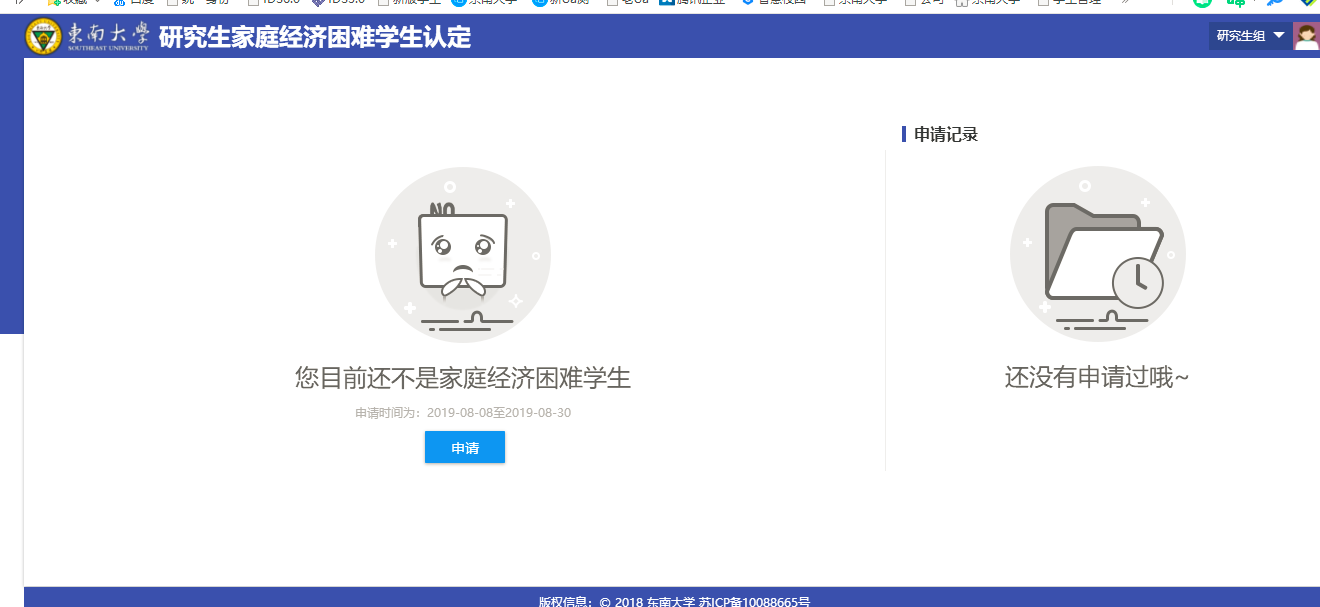 東南大學
SOUTHEAST UNIVERSITY
研究生家庭经济困难学生认定
研究生组
申请记录
NO
您目前还不是家庭经济困难学生
申请时间为：2019-08-08至2019-08-30
申请
还没有申请过哦~
版权信息：© 2018 东南大学 苏ICP备10088665号